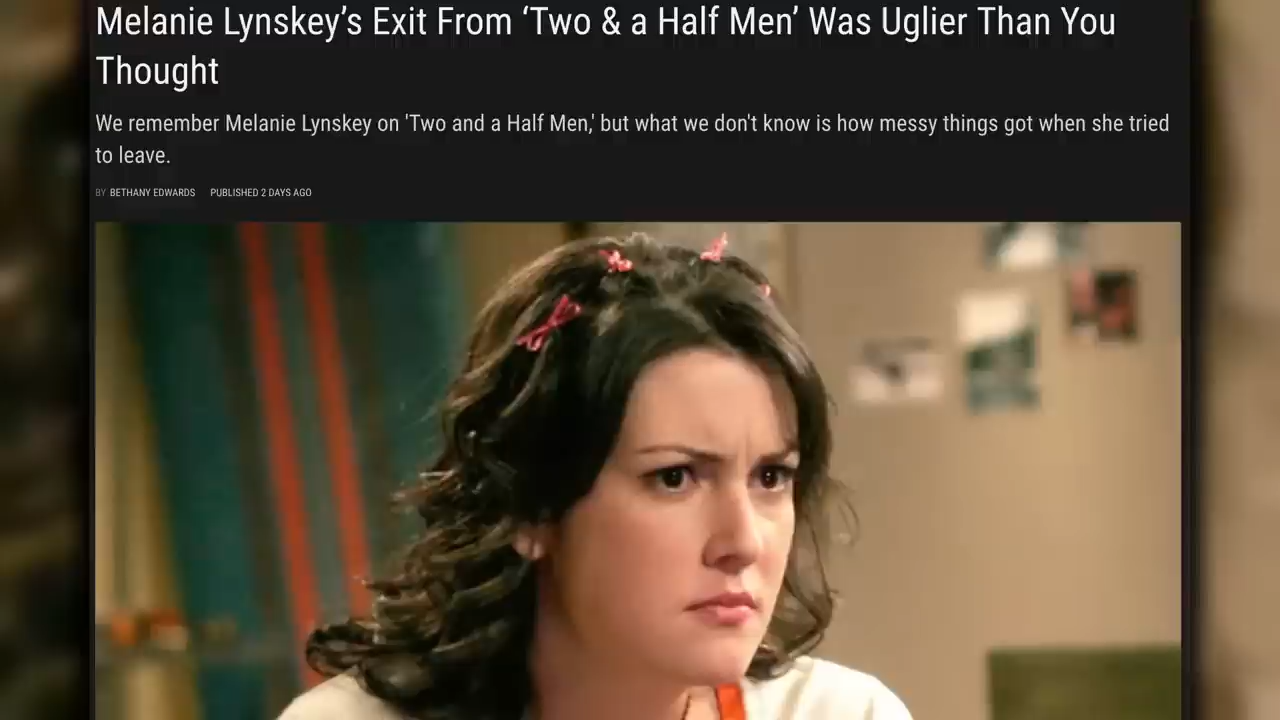 Melanie Lynskey’s Exit From ‘Two & a Half Men’ Was Uglier Than You
Thought
We remember Melanie Lynskey on 'Two and a Half Men,' but what we don't know is how messy things got when she tried
to leave.
BY BETHANY EDWARDS PUBLISHED 2 DAYS AGO